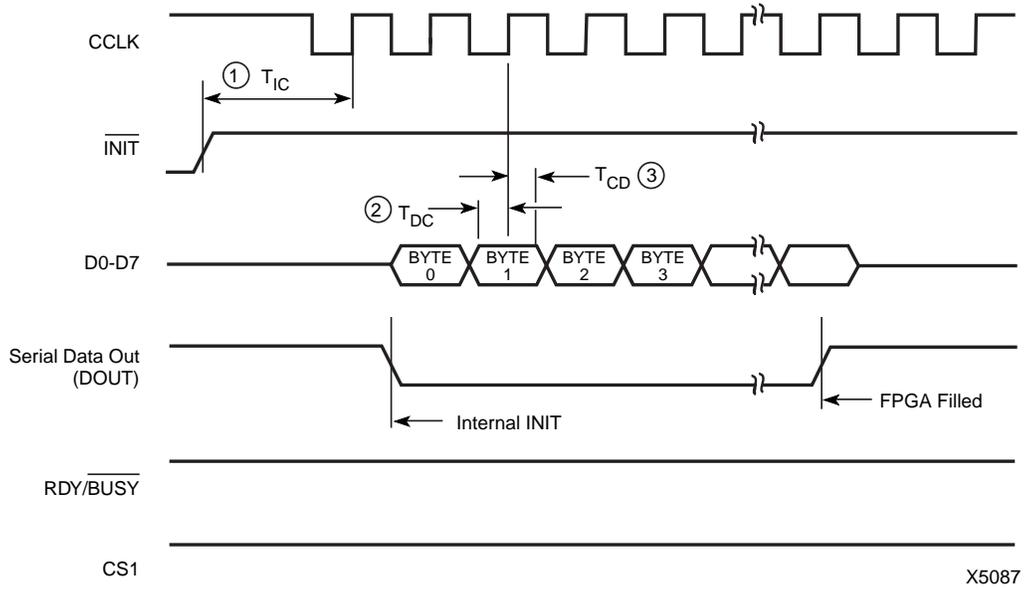 CCLK
① T_IC
INIT
T_CD ③
② T_DC
D0-D7
BYTE 0
BYTE 1
BYTE 2
BYTE 3
Serial Data Out
(DOUT)
FPGA Filled
Internal INIT
RDY/BUSY
CS1
X5087